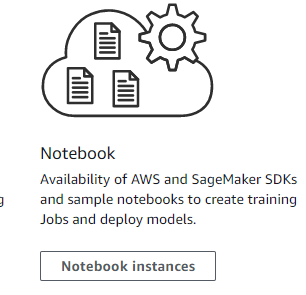 Notebook
Availability of AWS and SageMaker SDKs
and sample notebooks to create training
Jobs and deploy models.
Notebook instances